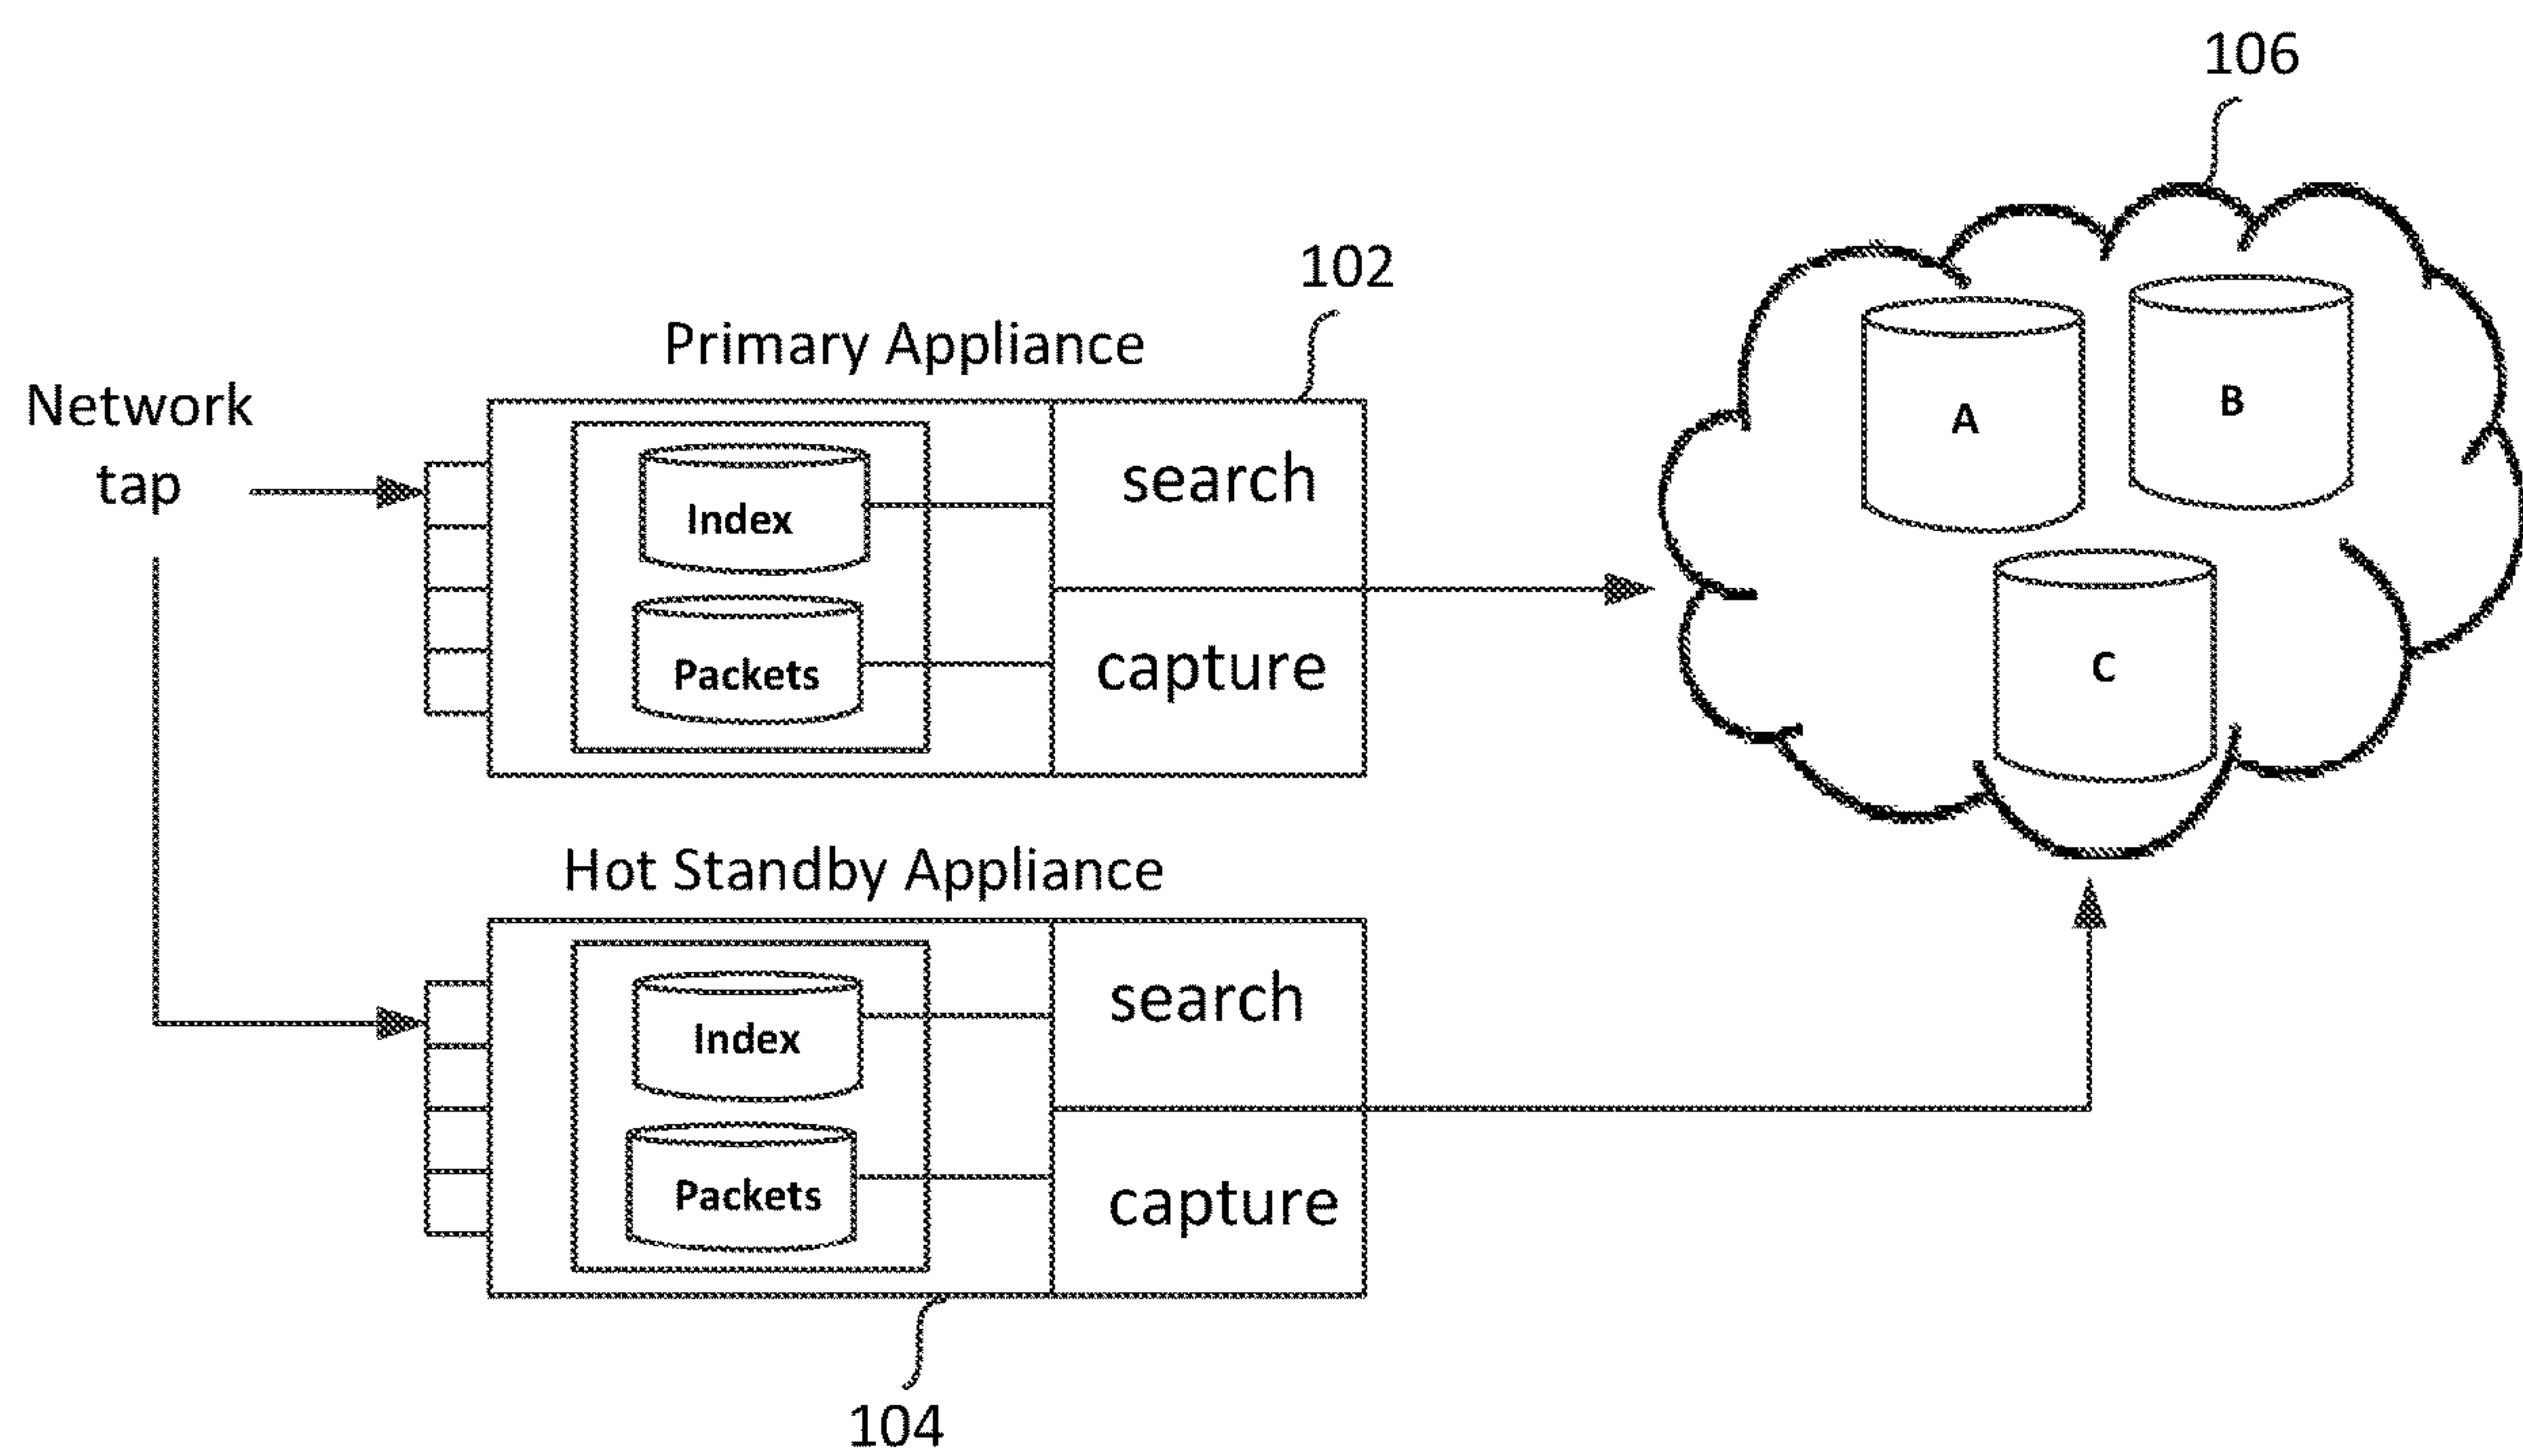 106
102
Primary Appliance
Network
tap
Index
search
Packets
capture
A
B
C
Hot Standby Appliance
Index
search
Packets
capture
104